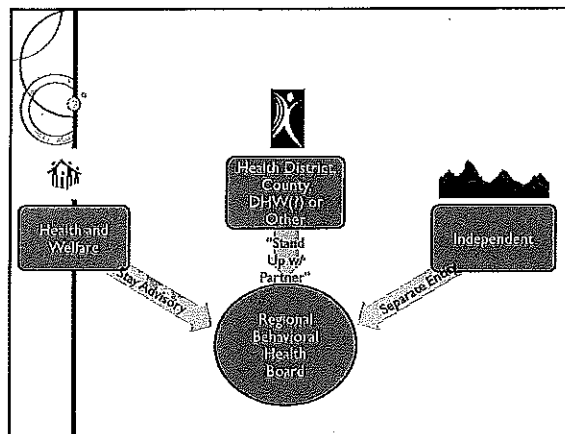 Health District,
County,
DHW(?) or
Other
Health and
Welfare
Independent
"Stand
Up w/
Partner"
Stay Advisory
Separate Entity
Regional
Behavioral
Health
Board